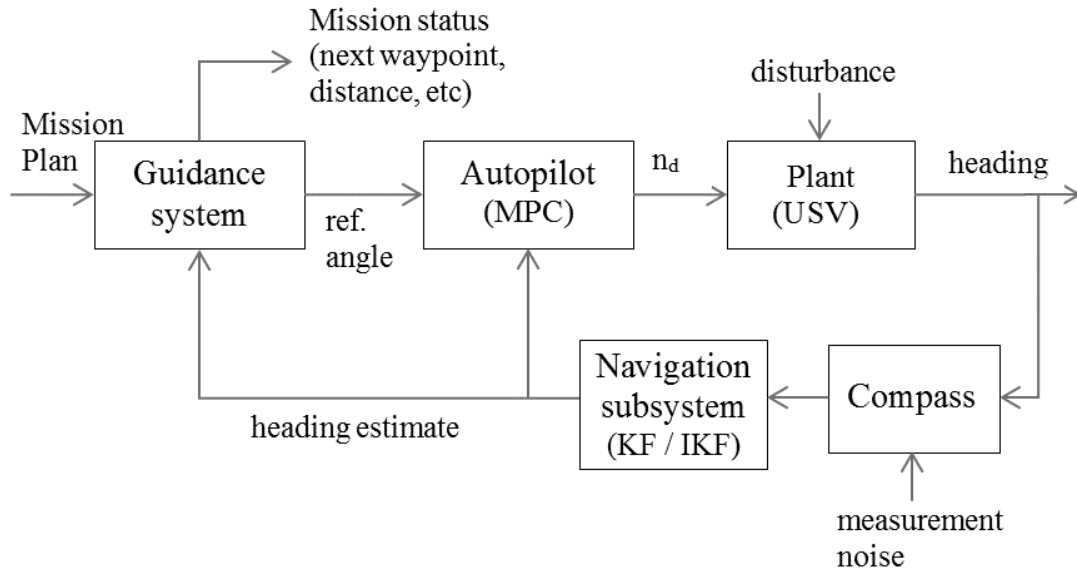 Mission status
(next waypoint,
distance, etc)
disturbance
Mission
Plan
Guidance
system
ref.
angle
Autopilot
(MPC)
n_d
Plant
(USV)
heading
Navigation
subsystem
(KF / IKF)
Compass
heading estimate
measurement
noise